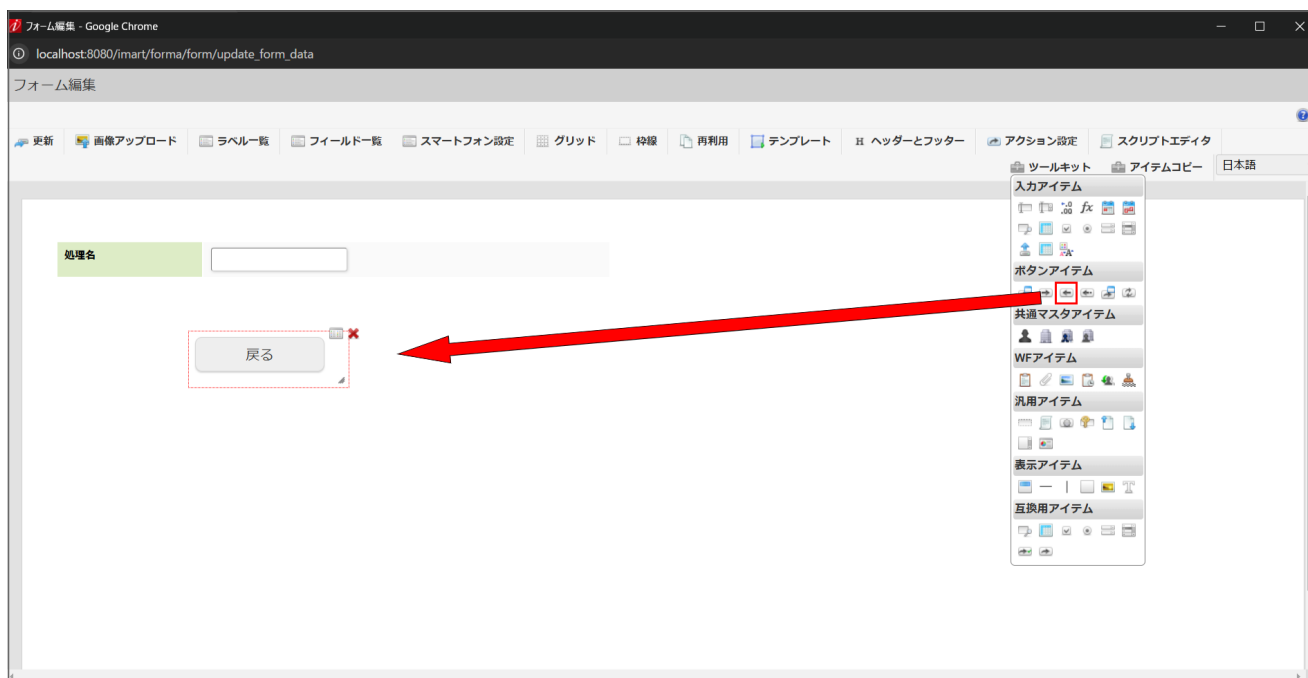 フォーム編集 - Google Chrome
localhost:8080/imart/forma/form/update_form_data
フォーム編集
更新 画像アップロード ラベル一覧 フィールド一覧 スマートフォン設定 グリッド 枠線 再利用 テンプレート H ヘッダーとフッター アクション設定 スクリプトエディタ
ツールキット アイテムコピー 日本語
入力アイテム
処理名
ボタンアイテム
共通マスタアイテム
戻る
WFアイテム
汎用アイテム
表示アイテム
互換用アイテム